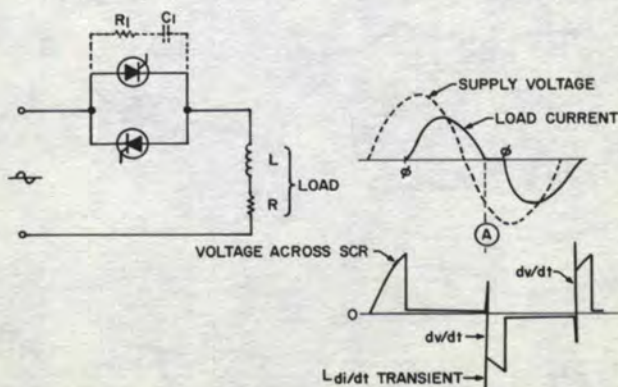 R1
C1
SUPPLY VOLTAGE
LOAD CURRENT
L
R
LOAD
ϕ
ϕ
A
VOLTAGE ACROSS SCR
dv/dt
O
dv/dt
L di/dt TRANSIENT